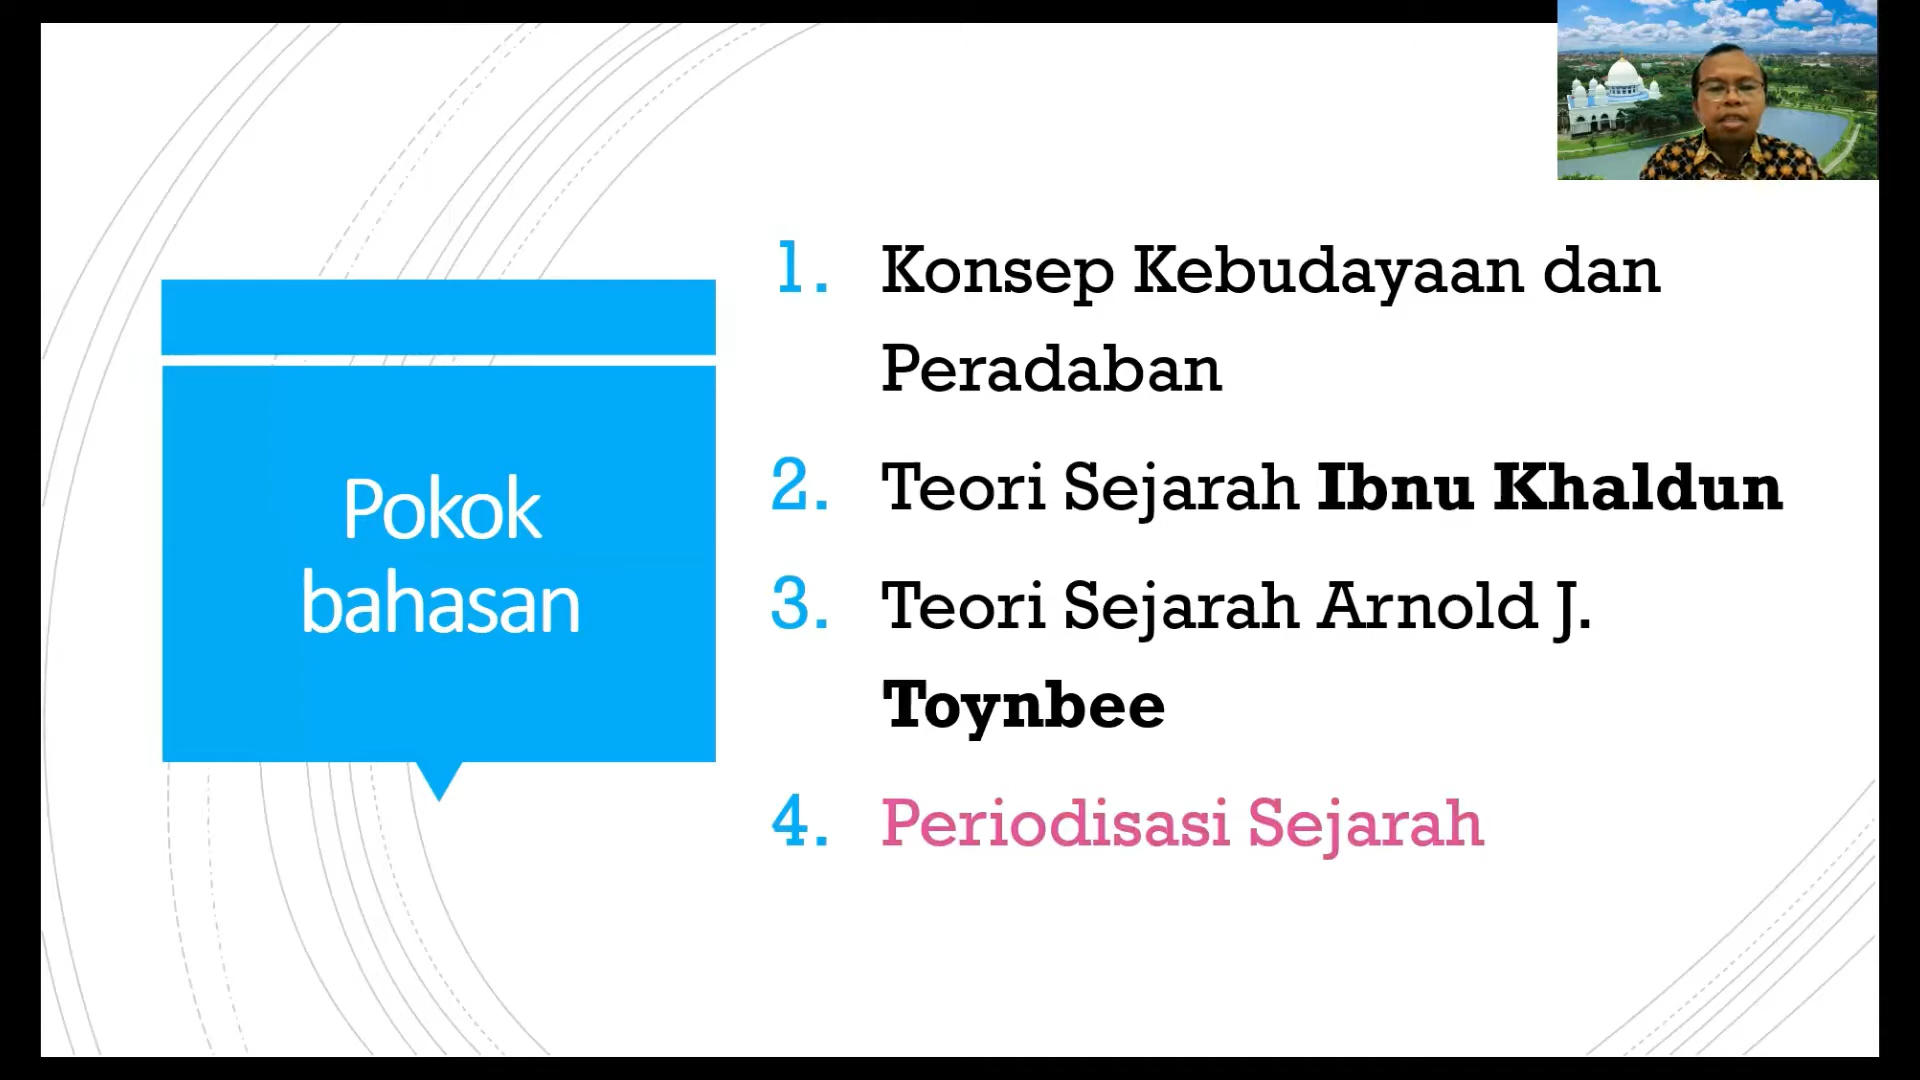 Pokok
bahasan
1. Konsep Kebudayaan dan
Peradaban
2. Teori Sejarah Ibnu Khaldun
3. Teori Sejarah Arnold J.
Toynbee
4. Periodisasi Sejarah